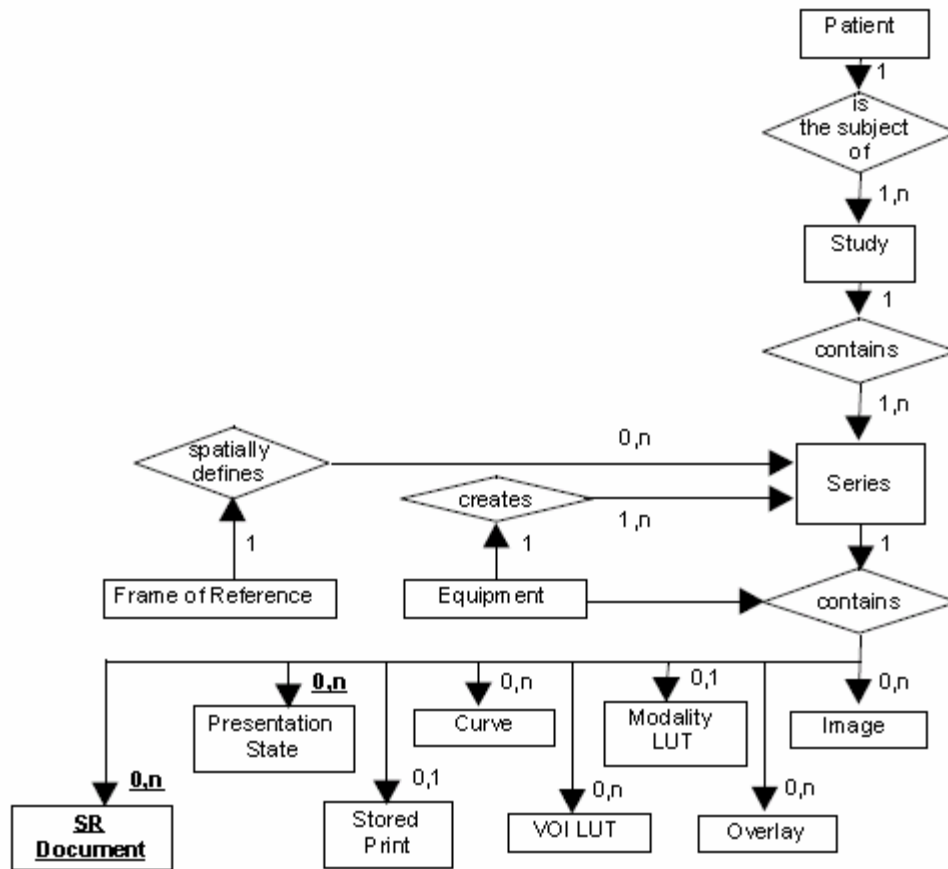 Patient
1
is
the subject
of
1,n
Study
1
contains
1,n
spatially
defines
0,n
creates
1,n
Series
1
1
1
Frame of Reference
Equipment
contains
0,n
0,n
0,1
0,n
Presentation
State
Curve
Modality
LUT
Image
0,n
0,1
0,n
0,n
SR
Document
Stored
Print
VOI LUT
Overlay